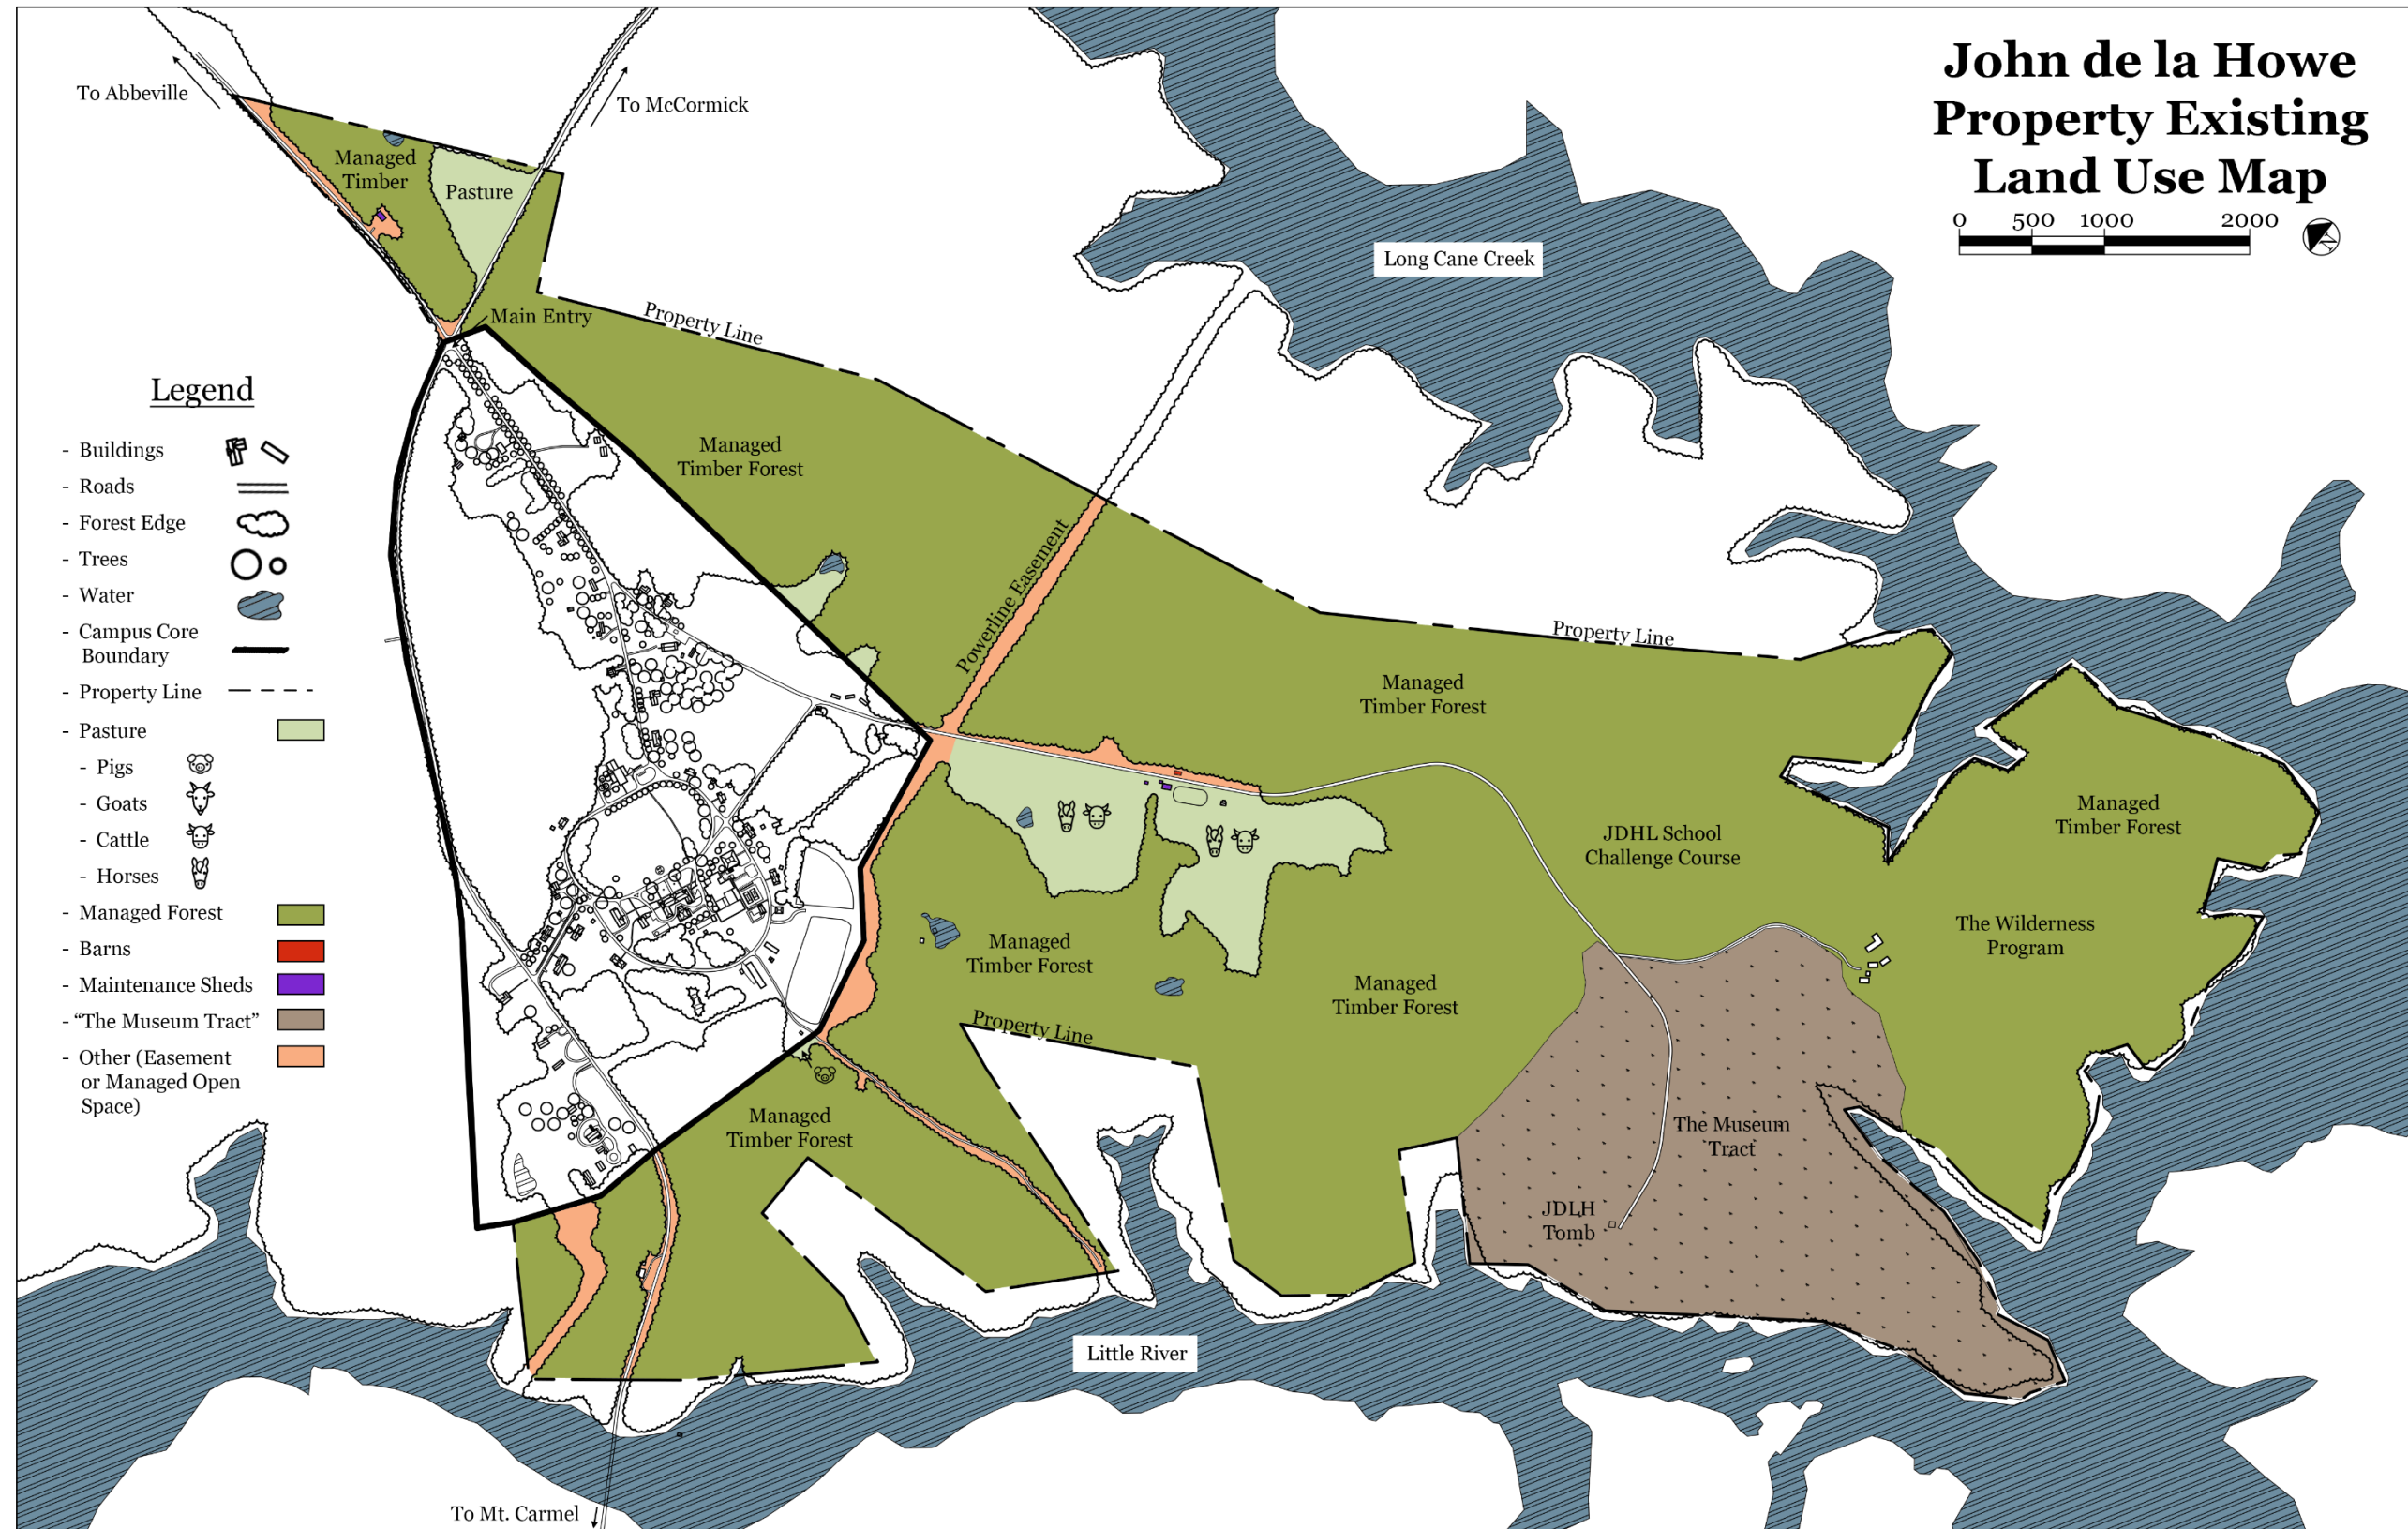 John de la Howe
Property Existing
Land Use Map
0 500 1000 2000
To Abbeville
To McCormick
Managed
Timber
Pasture
Main Entry
Property Line
Long Cane Creek
Legend
- Buildings
- Roads
- Forest Edge
- Trees
- Water
- Campus Core
Boundary
- Property Line
- Pasture
- Pigs
- Goats
- Cattle
- Horses
- Managed Forest
- Barns
- Maintenance Sheds
- “The Museum Tract”
- Other (Easement
or Managed Open
Space)
Managed
Timber Forest
Powerline Easement
Property Line
Managed
Timber Forest
JDHL School
Challenge Course
Managed
Timber Forest
The Wilderness
Program
Managed
Timber Forest
Managed
Timber Forest
Property Line
Managed
Timber Forest
The Museum
Tract
JDLH
Tomb
Little River
To Mt. Carmel